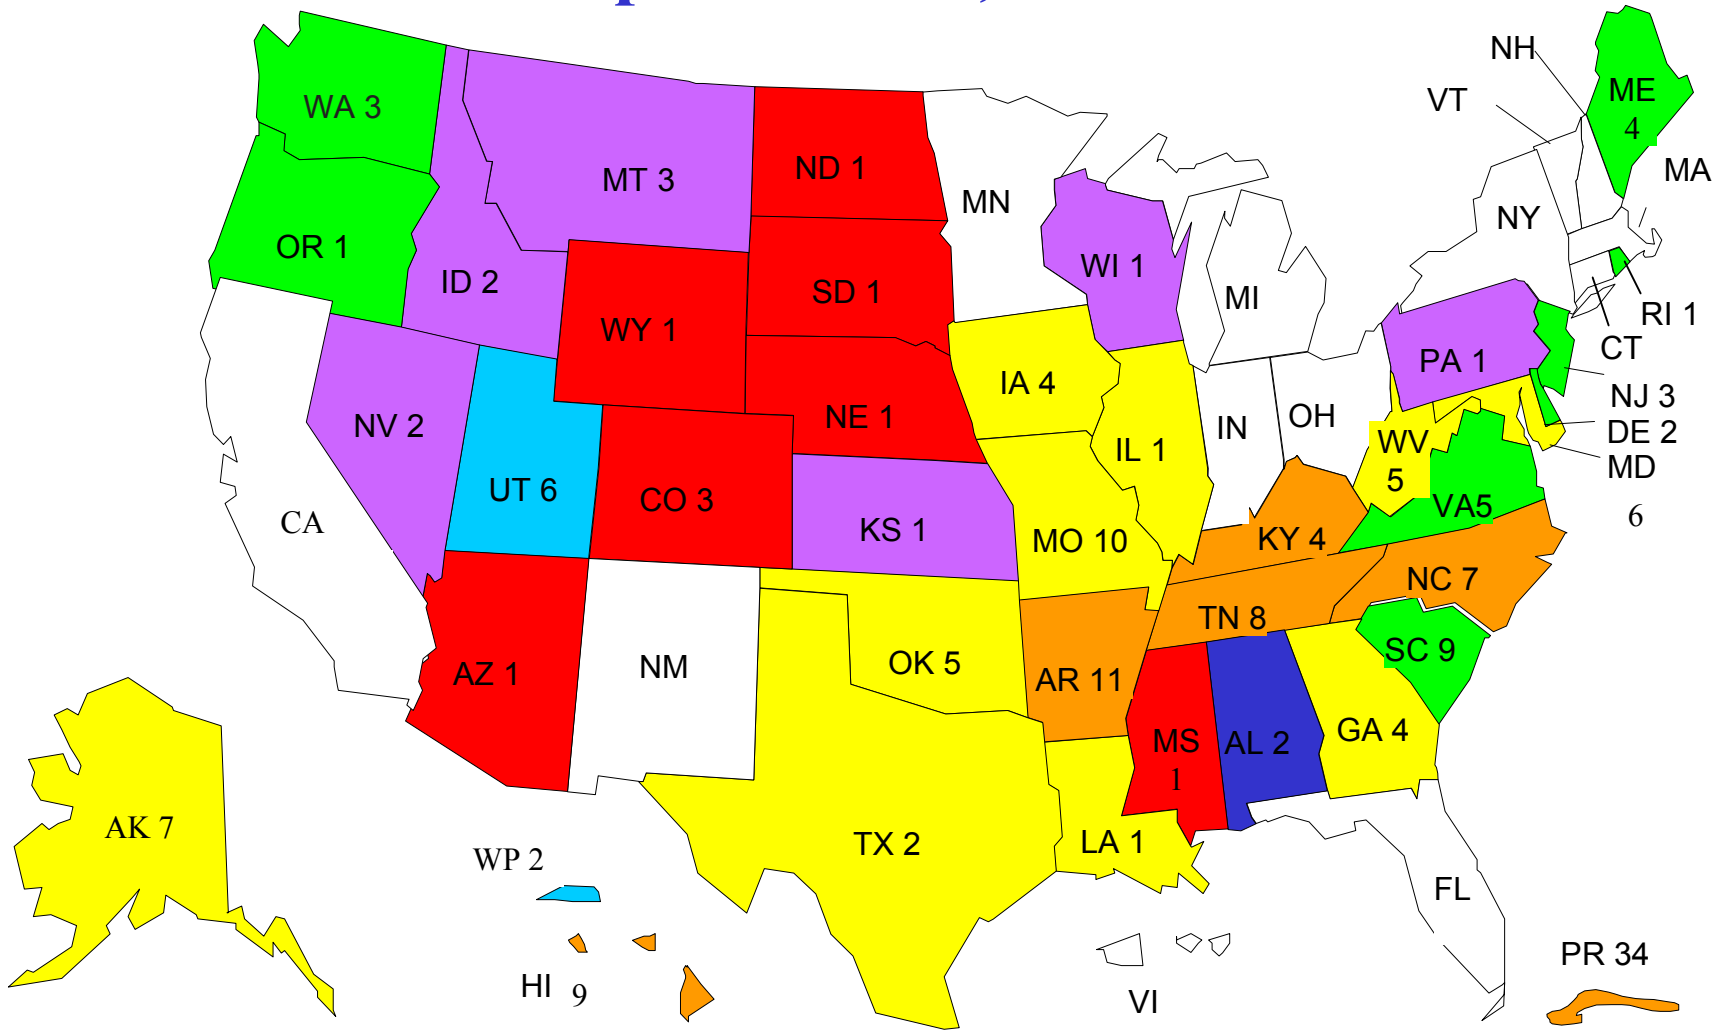 NH
VT
ME
4
WA 3
MA
ND 1
MT 3
MN
NY
OR 1
WI 1
ID 2
SD 1
MI
RI 1
WY 1
CT
PA 1
IA 4
NJ 3
NE 1
OH
NV 2
IN
DE 2
WV
5
IL 1
MD
6
UT 6
CO 3
VA5
CA
KS 1
MO 10
KY 4
NC 7
TN 8
SC 9
NM
OK 5
AZ 1
AR 11
GA 4
MS
1
AL 2
AK 7
TX 2
LA 1
WP 2
FL
PR 34
HI 9
VI